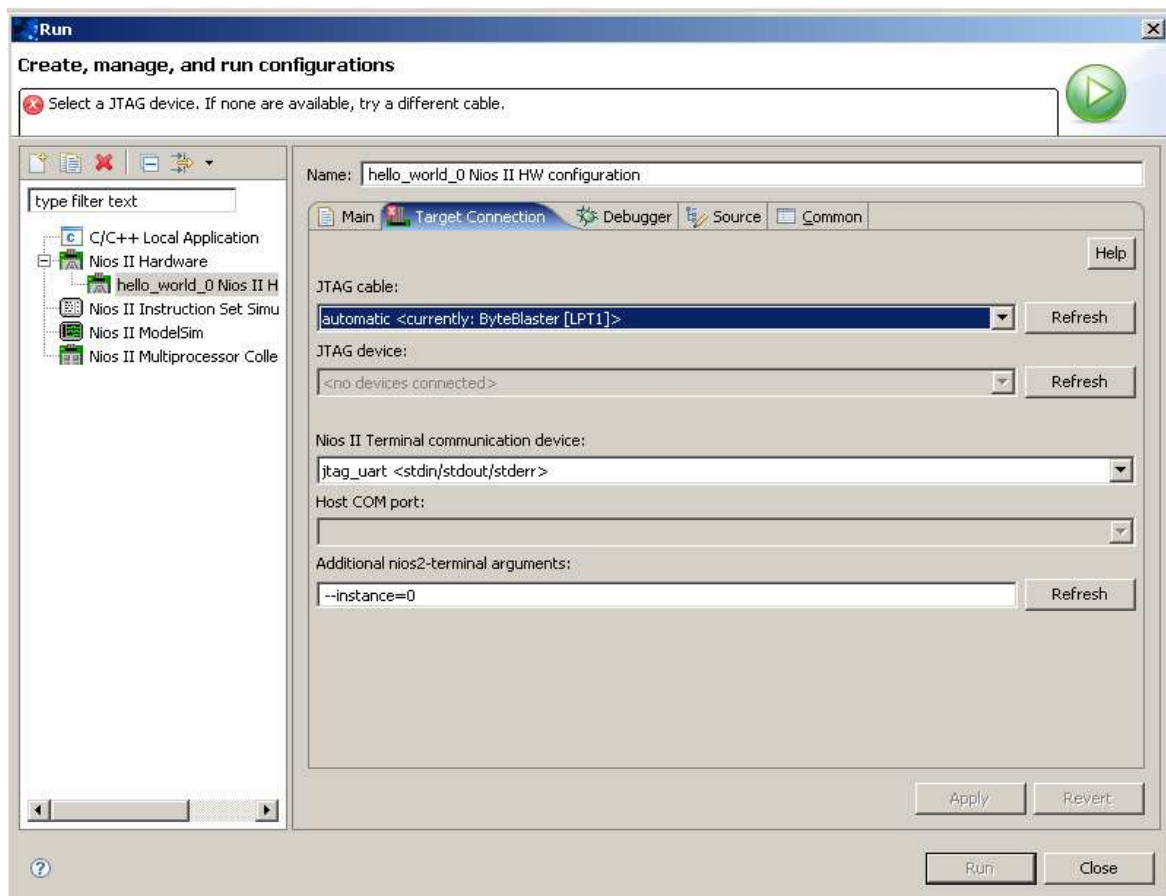 Run
Create, manage, and run configurations
Select a JTAG device. If none are available, try a different cable.
type filter text
C/C++ Local Application
Nios II Hardware
hello_world_0 Nios II H
Nios II Instruction Set Simu
Nios II ModelSim
Nios II Multiprocessor Colle
Name: hello_world_0 Nios II HW configuration
Main Target Connection Debugger Source Common
Help
JTAG cable:
automatic <currently: ByteBlaster [LPT1]> Refresh
JTAG device:
<no devices connected> Refresh
Nios II Terminal communication device:
jtag_uart <stdin/stdout/stderr>
Host COM port:
Additional nios2-terminal arguments:
--instance=0 Refresh
Apply Revert
Run Close